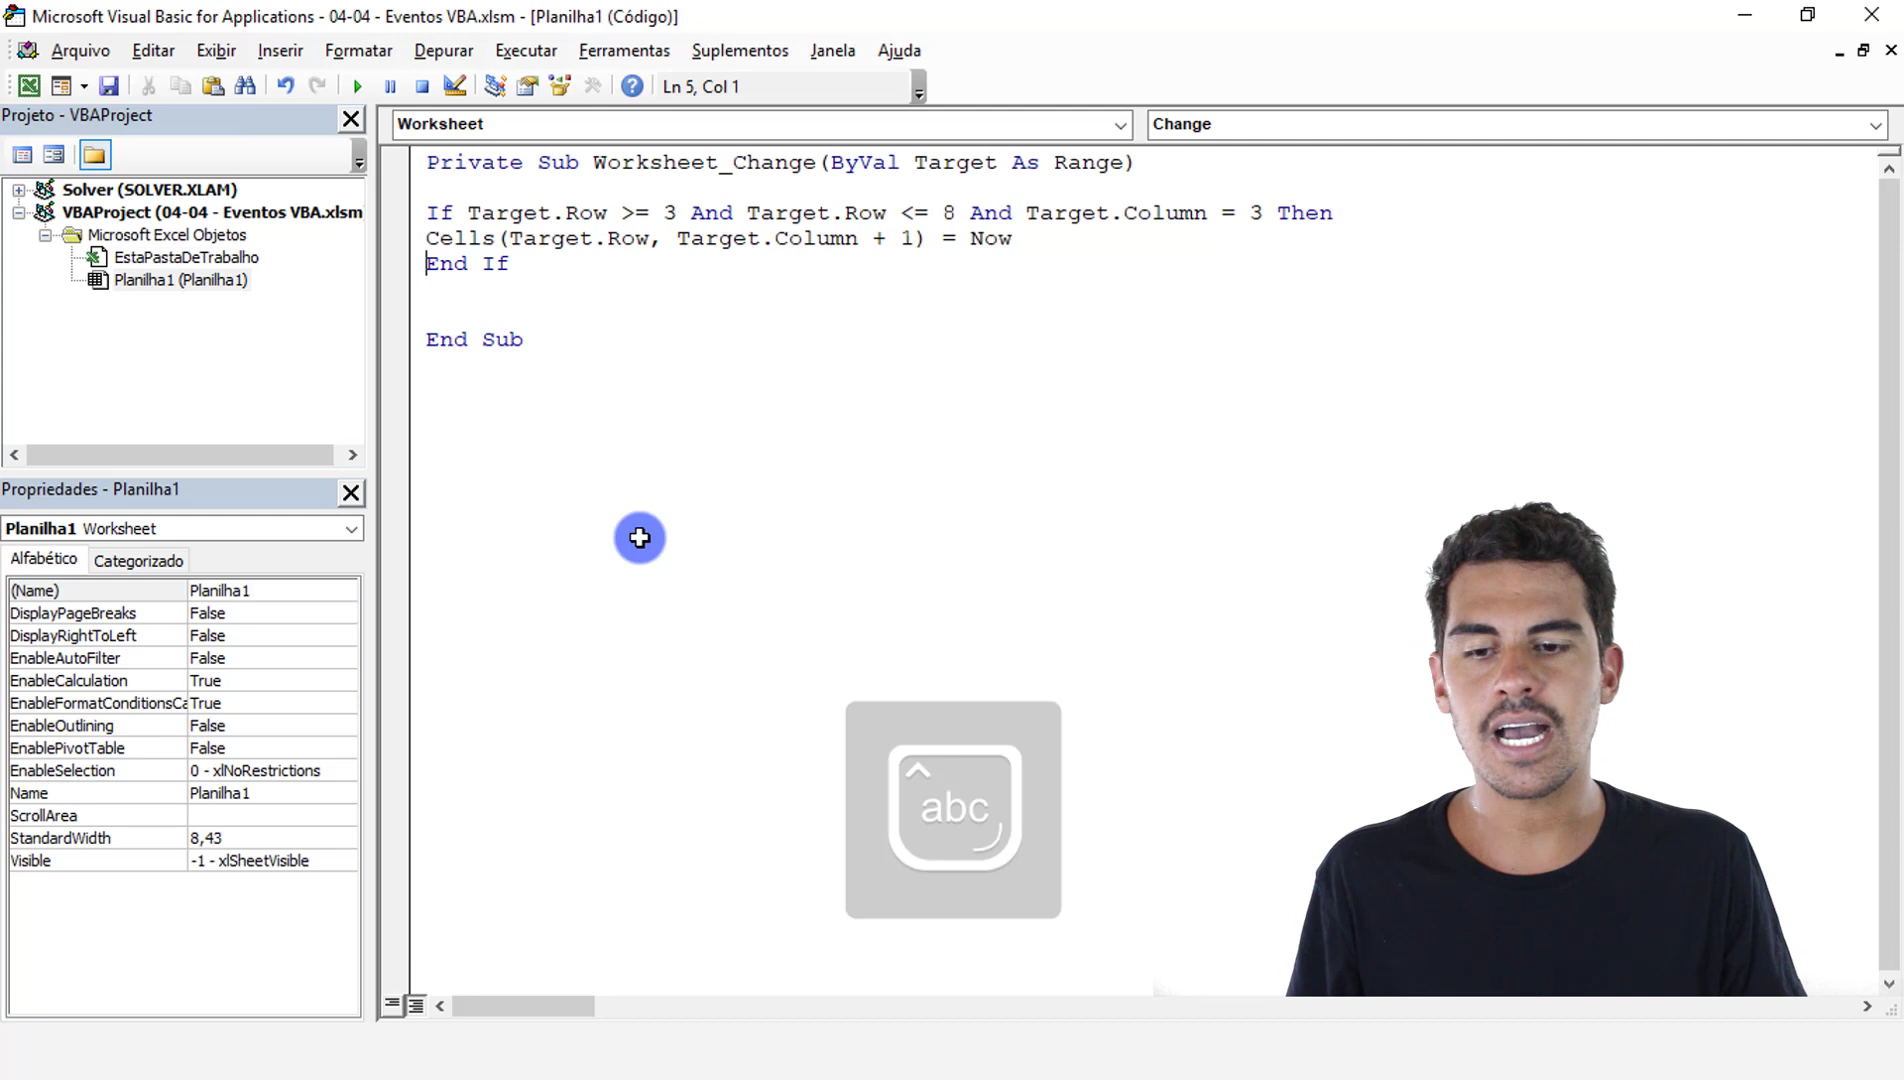 Microsoft Visual Basic for Applications - 04-04 - Eventos VBA.xlsm - [Planilha1 (Código)]
Arquivo Editar Exibir Inserir Formatar Depurar Executar Ferramentas Suplementos Janela Ajuda
Ln 5, Col 1
Projeto - VBAProject
Solver (SOLVER.XLAM)
VBAProject (04-04 - Eventos VBA.xlsm
Microsoft Excel Objetos
EstaPastaDeTrabalho
Planilha1 (Planilha1)
Propriedades - Planilha1
Planilha1 Worksheet
Alfabético Categorizado
(Name) Planilha1
DisplayPageBreaks False
DisplayRightToLeft False
EnableAutoFilter False
EnableCalculation True
EnableFormatConditionsCa True
EnableOutlining False
EnablePivotTable False
EnableSelection 0 - xlNoRestrictions
Name Planilha1
ScrollArea
StandardWidth 8,43
Visible -1 - xlSheetVisible
Worksheet Change
Private Sub Worksheet_Change(ByVal Target As Range)
If Target.Row >= 3 And Target.Row <= 8 And Target.Column = 3 Then
Cells(Target.Row, Target.Column + 1) = Now
End If
End Sub
abc